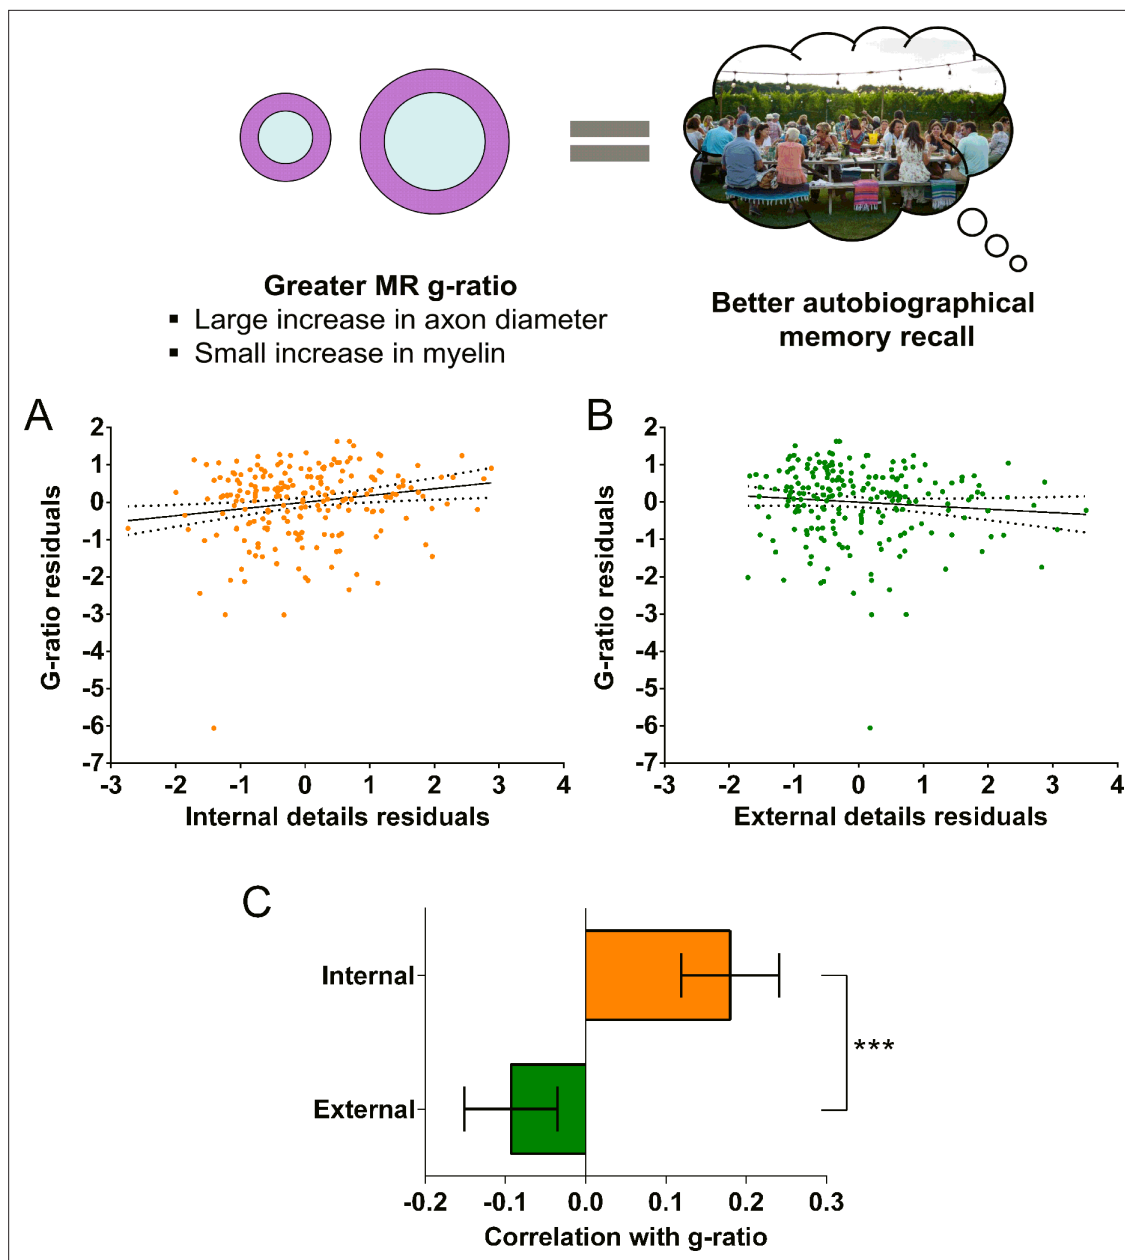 Greater MR g-ratio
▪ Large increase in axon diameter
▪ Small increase in myelin
Better autobiographical
memory recall
A
2
1
0
-1
-2
-3
-4
-5
-6
-7
G-ratio residuals
-3 -2 -1 0 1 2 3 4
Internal details residuals
B
2
1
0
-1
-2
-3
-4
-5
-6
-7
G-ratio residuals
-3 -2 -1 0 1 2 3 4
External details residuals
C
Internal
External
***
-0.2 -0.1 0.0 0.1 0.2 0.3
Correlation with g-ratio